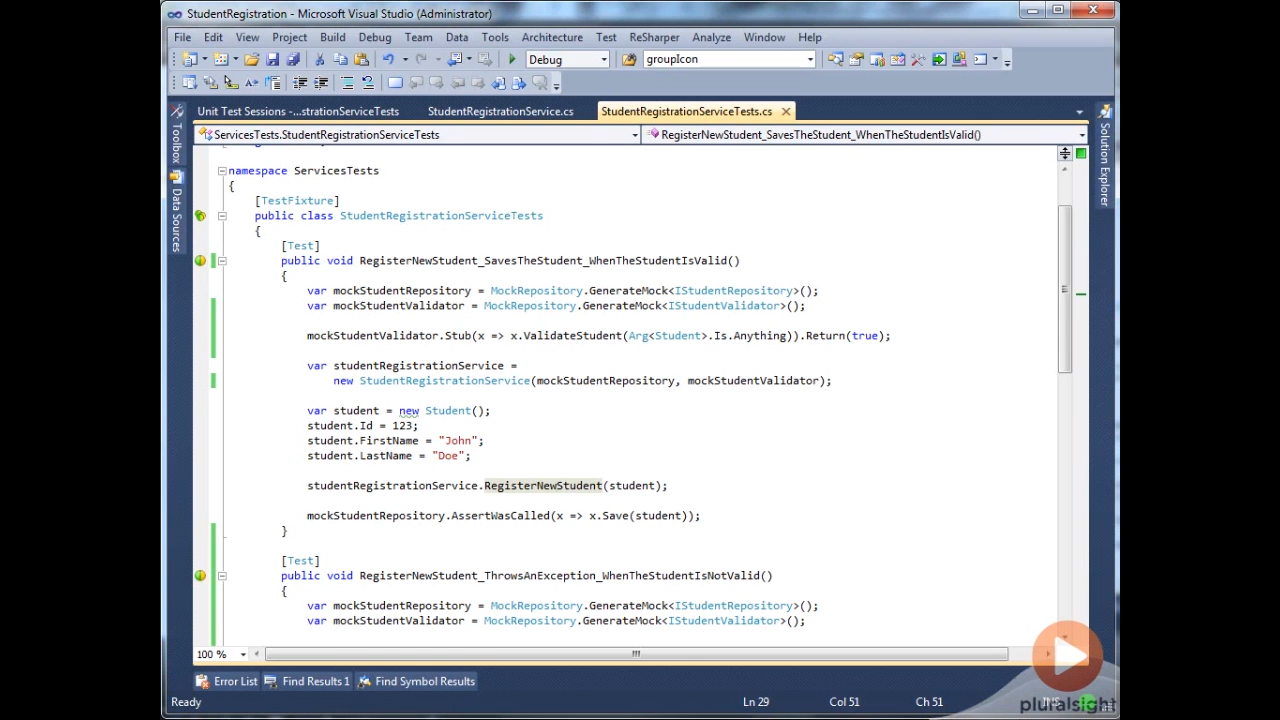 StudentRegistration - Microsoft Visual Studio (Administrator)
File Edit View Project Build Debug Team Data Tools Architecture Test ReSharper Analyze Window Help
Debug groupIcon
Unit Test Sessions -...strationServiceTests StudentRegistrationService.cs StudentRegistrationServiceTests.cs
ServicesTests.StudentRegistrationServiceTests RegisterNewStudent_SavesTheStudent_WhenTheStudentIsValid()
Toolbox
Data Sources
Solution Explorer
namespace ServicesTests
{
[TestFixture]
public class StudentRegistrationServiceTests
{
[Test]
public void RegisterNewStudent_SavesTheStudent_WhenTheStudentIsValid()
{
var mockStudentRepository = MockRepository.GenerateMock<IStudentRepository>();
var mockStudentValidator = MockRepository.GenerateMock<IStudentValidator>();
mockStudentValidator.Stub(x => x.ValidateStudent(Arg<Student>.Is.Anything)).Return(true);
var studentRegistrationService =
new StudentRegistrationService(mockStudentRepository, mockStudentValidator);
var student = new Student();
student.Id = 123;
student.FirstName = "John";
student.LastName = "Doe";
studentRegistrationService.RegisterNewStudent(student);
mockStudentRepository.AssertWasCalled(x => x.Save(student));
}
[Test]
public void RegisterNewStudent_ThrowsAnException_WhenTheStudentIsNotValid()
{
var mockStudentRepository = MockRepository.GenerateMock<IStudentRepository>();
var mockStudentValidator = MockRepository.GenerateMock<IStudentValidator>();
100 %
Error List Find Results 1 Find Symbol Results
Ready Ln 29 Col 51 Ch 51 INS
pluralsight